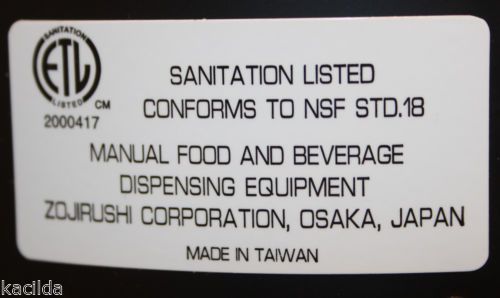 SANITATION
ETL
LISTED
CM
2000417
SANITATION LISTED
CONFORMS TO NSF STD.18
MANUAL FOOD AND BEVERAGE
DISPENSING EQUIPMENT
ZOJIRUSHI CORPORATION, OSAKA, JAPAN
MADE IN TAIWAN
kacilda